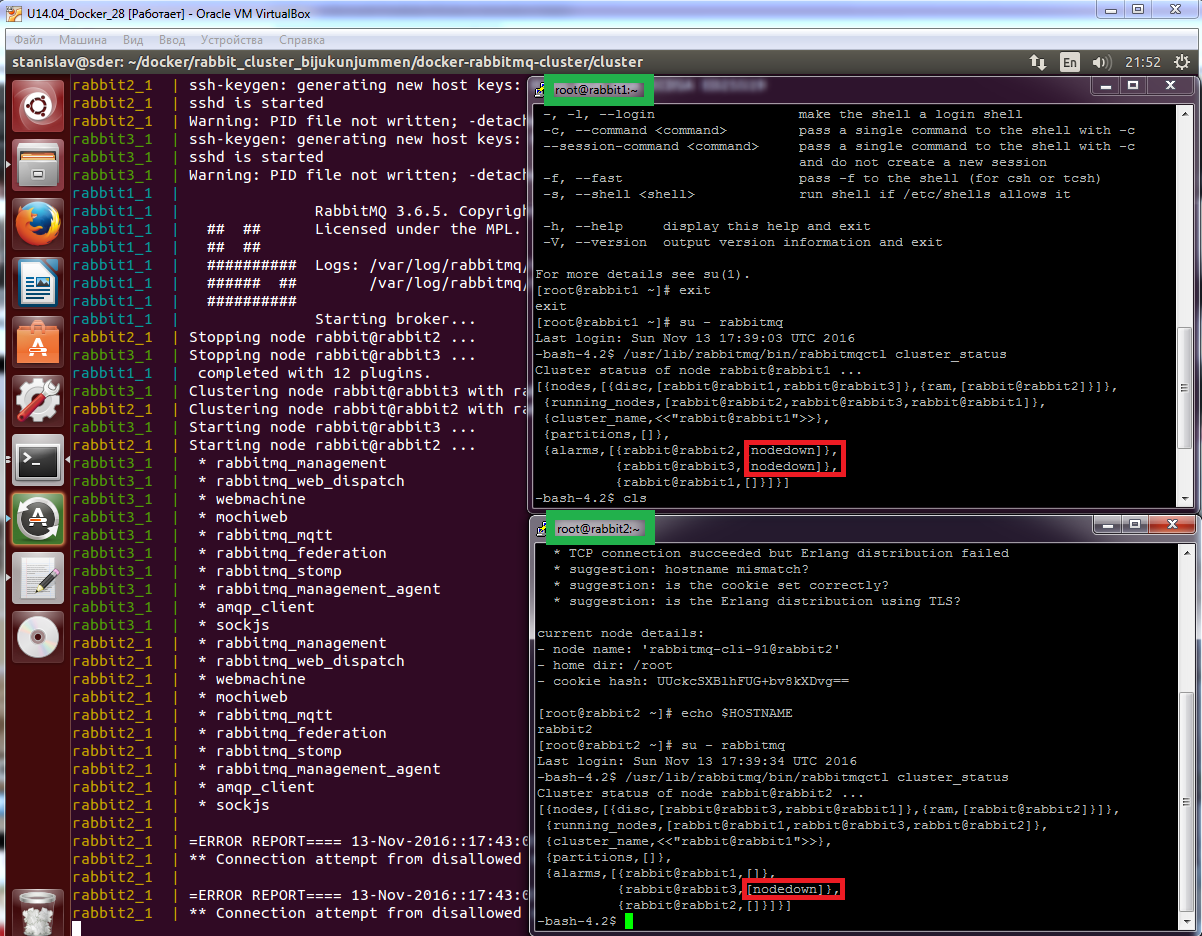 U14.04_Docker_28 [Работает] - Oracle VM VirtualBox
Файл Машина Вид Ввод Устройства Справка
stanislav@sder: ~/docker/rabbit_cluster_bijukunjummen/docker-rabbitmq-cluster/cluster
En 21:52
rabbit2_1 | ssh-keygen: generating new host keys:
rabbit2_1 | sshd is started
rabbit2_1 | Warning: PID file not written; -detach
rabbit3_1 | ssh-keygen: generating new host keys:
rabbit3_1 | sshd is started
rabbit3_1 | Warning: PID file not written; -detach
rabbit1_1 |
rabbit1_1 | RabbitMQ 3.6.5. Copyrigh
rabbit1_1 | ## ## Licensed under the MPL.
rabbit1_1 | ## ##
rabbit1_1 | ########## Logs: /var/log/rabbitmq/
rabbit1_1 | ###### ## /var/log/rabbitmq/
rabbit1_1 | ##########
rabbit1_1 | Starting broker...
rabbit2_1 | Stopping node rabbit@rabbit2 ...
rabbit3_1 | Stopping node rabbit@rabbit3 ...
rabbit1_1 | completed with 12 plugins.
rabbit3_1 | Clustering node rabbit@rabbit3 with ra
rabbit2_1 | Clustering node rabbit@rabbit2 with ra
rabbit3_1 | Starting node rabbit@rabbit3 ...
rabbit2_1 | Starting node rabbit@rabbit2 ...
rabbit3_1 | * rabbitmq_management
rabbit3_1 | * rabbitmq_web_dispatch
rabbit3_1 | * webmachine
rabbit3_1 | * mochiweb
rabbit3_1 | * rabbitmq_mqtt
rabbit3_1 | * rabbitmq_federation
rabbit3_1 | * rabbitmq_stomp
rabbit3_1 | * rabbitmq_management_agent
rabbit3_1 | * amqp_client
rabbit3_1 | * sockjs
rabbit2_1 | * rabbitmq_management
rabbit2_1 | * rabbitmq_web_dispatch
rabbit2_1 | * webmachine
rabbit2_1 | * mochiweb
rabbit2_1 | * rabbitmq_mqtt
rabbit2_1 | * rabbitmq_federation
rabbit2_1 | * rabbitmq_stomp
rabbit2_1 | * rabbitmq_management_agent
rabbit2_1 | * amqp_client
rabbit2_1 | * sockjs
rabbit2_1 |
rabbit2_1 | =ERROR REPORT==== 13-Nov-2016::17:43:0
rabbit2_1 | ** Connection attempt from disallowed
rabbit2_1 |
rabbit2_1 | =ERROR REPORT==== 13-Nov-2016::17:43:0
rabbit2_1 | ** Connection attempt from disallowed
root@rabbit1:~
-, -l, --login make the shell a login shell
-c, --command <command> pass a single command to the shell with -c
--session-command <command> pass a single command to the shell with -c
and do not create a new session
-f, --fast pass -f to the shell (for csh or tcsh)
-s, --shell <shell> run shell if /etc/shells allows it
-h, --help display this help and exit
-V, --version output version information and exit
For more details see su(1).
[root@rabbit1 ~]# exit
exit
[root@rabbit1 ~]# su - rabbitmq
Last login: Sun Nov 13 17:39:03 UTC 2016
-bash-4.2$ /usr/lib/rabbitmq/bin/rabbitmqctl cluster_status
Cluster status of node rabbit@rabbit1 ...
[{nodes,[{disc,[rabbit@rabbit1,rabbit@rabbit3]},{ram,[rabbit@rabbit2]}]},
{running_nodes,[rabbit@rabbit2,rabbit@rabbit3,rabbit@rabbit1]},
{cluster_name,<<"rabbit@rabbit1">>},
{partitions,[]},
{alarms,[{rabbit@rabbit2,[nodedown]},
{rabbit@rabbit3,[nodedown]},
{rabbit@rabbit1,[]}]}]
-bash-4.2$ cls
root@rabbit2:~
* TCP connection succeeded but Erlang distribution failed
* suggestion: hostname mismatch?
* suggestion: is the cookie set correctly?
* suggestion: is the Erlang distribution using TLS?
current node details:
- node name: 'rabbitmq-cli-91@rabbit2'
- home dir: /root
- cookie hash: UUckcSXBlhFUG+bv8kXDvg==
[root@rabbit2 ~]# echo $HOSTNAME
rabbit2
[root@rabbit2 ~]# su - rabbitmq
Last login: Sun Nov 13 17:39:34 UTC 2016
-bash-4.2$ /usr/lib/rabbitmq/bin/rabbitmqctl cluster_status
Cluster status of node rabbit@rabbit2 ...
[{nodes,[{disc,[rabbit@rabbit3,rabbit@rabbit1]},{ram,[rabbit@rabbit2]}]},
{running_nodes,[rabbit@rabbit1,rabbit@rabbit3,rabbit@rabbit2]},
{cluster_name,<<"rabbit@rabbit1">>},
{partitions,[]},
{alarms,[{rabbit@rabbit1,[]},
{rabbit@rabbit3,[nodedown]},
{rabbit@rabbit2,[]}]}]
-bash-4.2$